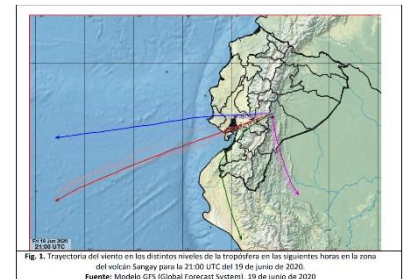 Fri 19 Jun 2020
21:00 UTC
Fig. 1. Trayectoria del viento en los distintos niveles de la tropósfera en las siguientes horas en la zona
del volcán Sangay para la 21:00 UTC del 19 de junio de 2020.
Fuente: Modelo GFS (Global Forecast System), 19 de junio de 2020